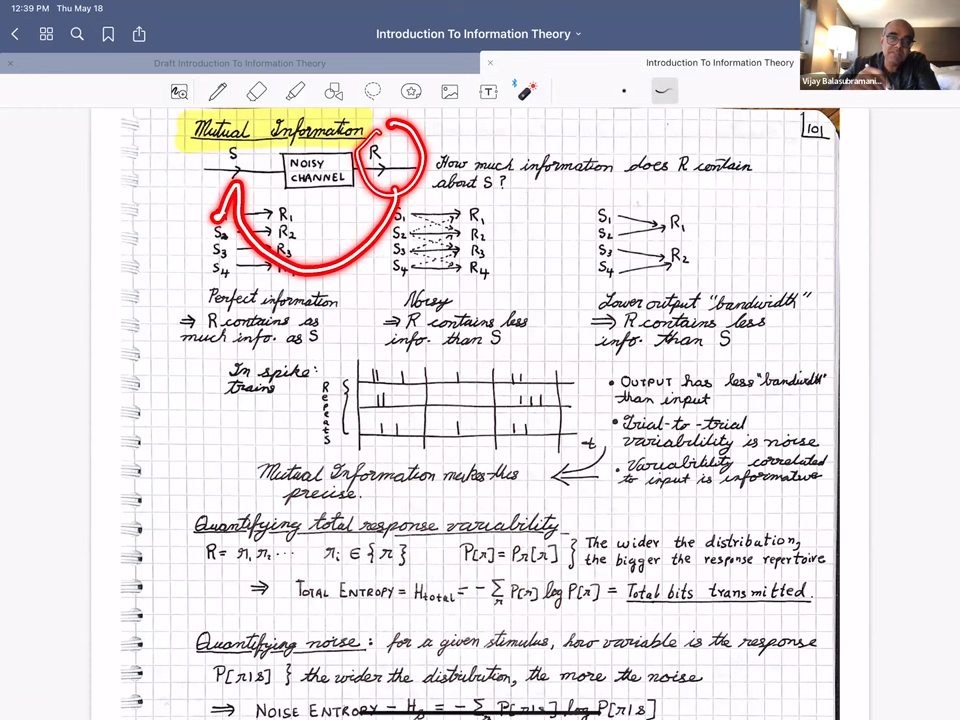 12:39 PM Thu May 18
Introduction To Information Theory
Draft Introduction To Information Theory
Introduction To Information Theory
Vijay Balasubramani...
Mutual Information
101
S
NOISY CHANNEL
R
How much information does R contain
about S?
R1
S2 R2
S3 R3
S4
S1 R1
S2 R2
S3 R3
S4 R4
S1
S2 R1
S3
S4 R2
Perfect information
⇒ R contains as
much info. as S
Noisy
⇒ R contains less
info. than S
Lower output "bandwidth"
⇒ R contains less
info. than S
In spike
trains
Repeats
t
• OUTPUT has less "bandwidth"
than input
• Trial-to-trial
variability is noise
• Variability correlated
to input is informative
Mutual Information makes this
precise.
Quantifying total response variability
R = r1, r2 ... ri ∈ {r} P[r] = Pr[r] } The wider the distribution,
the bigger the response repertoire
⇒ TOTAL ENTROPY = Htotal = - Σr P[r] log P[r] = Total bits transmitted.
Quantifying noise : for a given stimulus, how variable is the response
P[r|s] } the wider the distribution, the more the noise
⇒ NOISE ENTROPY - Hs = - Σ P[r|s] log P[r|s]